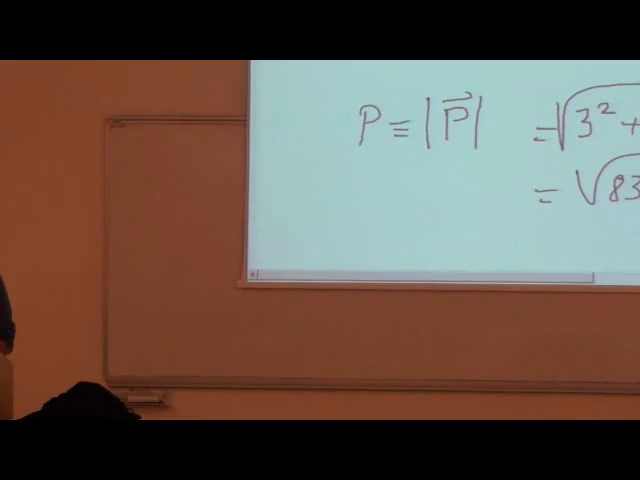 P ≡ |P⃗| = √3² +
= √83